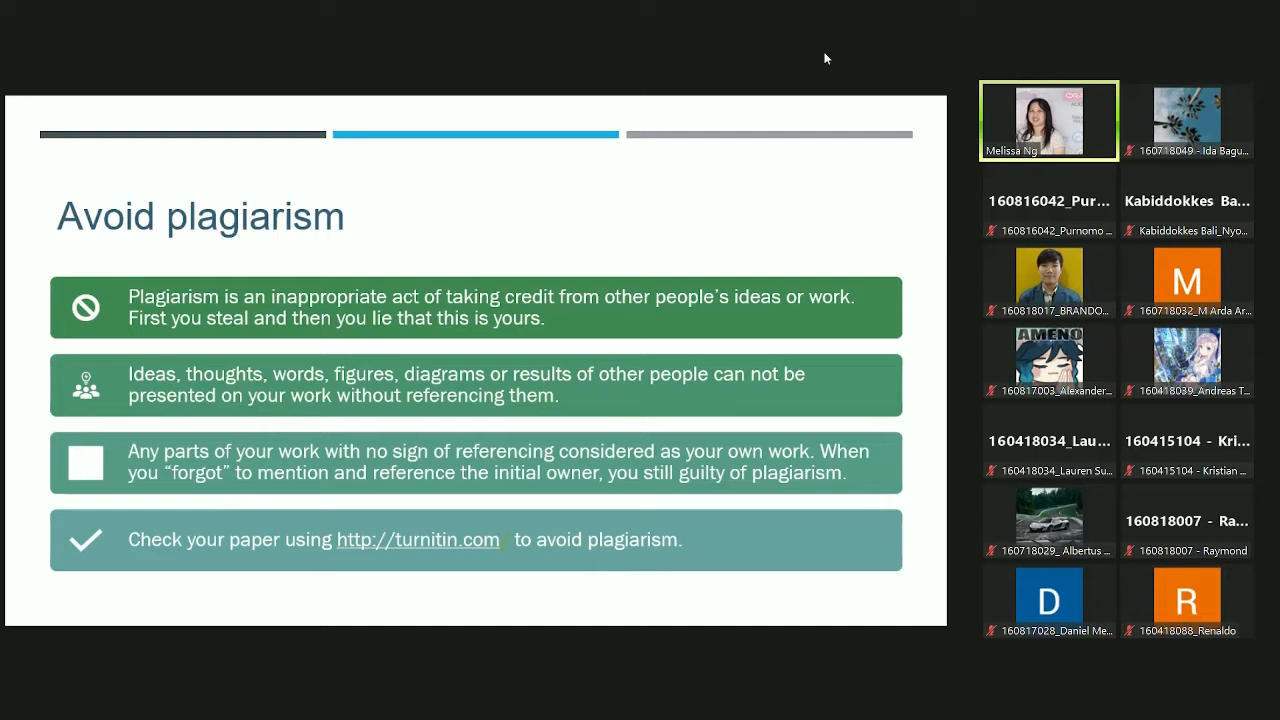 Avoid plagiarism
Plagiarism is an inappropriate act of taking credit from other people's ideas or work.
First you steal and then you lie that this is yours.
Ideas, thoughts, words, figures, diagrams or results of other people can not be
presented on your work without referencing them.
Any parts of your work with no sign of referencing considered as your own work. When
you “forgot” to mention and reference the initial owner, you still guilty of plagiarism.
Check your paper using http://turnitin.com/ to avoid plagiarism.
Melissa Ng
160718049 - Ida Bagu...
160816042_Pur...
160816042_Purnomo ...
Kabiddokkes Ba...
Kabiddokkes Bali_Nyo...
160818017_BRANDO...
M
160718032_M Arda Ar...
AMENO
160817003_Alexander...
160418039_Andreas T...
160418034_Lau...
160418034_Lauren Su...
160415104 - Kri...
160415104 - Kristian ...
160718029_ Albertus ...
160818007 - Ra...
160818007 - Raymond
D
160817028_Daniel Me...
R
160418088_Renaldo